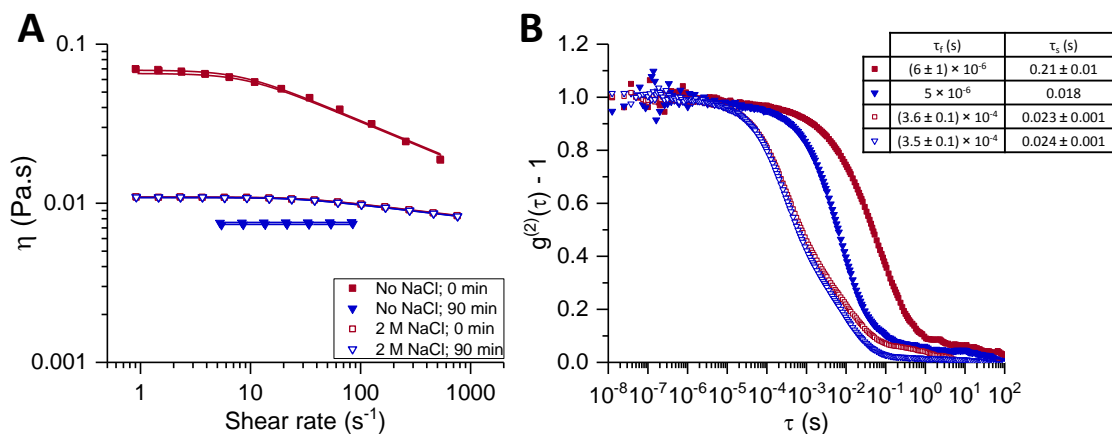 A
η (Pa.s)
0.1
0.01
0.001
1
10
100
1000
Shear rate (s⁻¹)
No NaCl; 0 min
No NaCl; 90 min
2 M NaCl; 0 min
2 M NaCl; 90 min
B
g⁽²⁾(τ) - 1
1.2
1.0
0.8
0.6
0.4
0.2
0.0
10⁻⁸ 10⁻⁷ 10⁻⁶ 10⁻⁵ 10⁻⁴ 10⁻³ 10⁻² 10⁻¹ 10⁰ 10¹ 10²
τ (s)
τf (s) τs (s)
(6 ± 1) × 10⁻⁶ 0.21 ± 0.01
5 × 10⁻⁶ 0.018
(3.6 ± 0.1) × 10⁻⁴ 0.023 ± 0.001
(3.5 ± 0.1) × 10⁻⁴ 0.024 ± 0.001